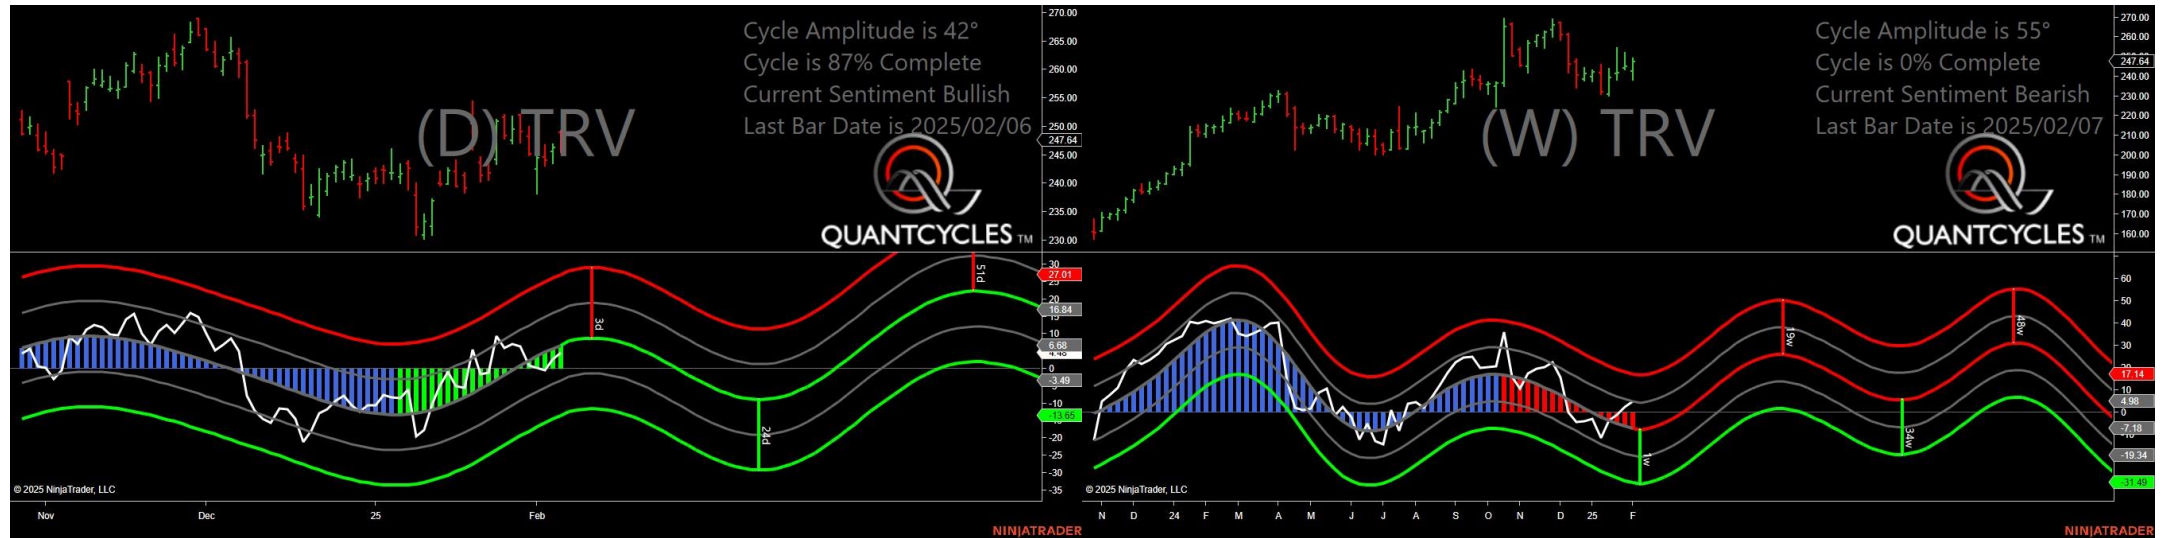 Cycle Amplitude is 42°
Cycle is 87% Complete
Current Sentiment Bullish
Last Bar Date is 2025/02/06
(D) TRV
QUANTCYCLES TM
270.00
265.00
260.00
255.00
250.00
247.64
245.00
240.00
235.00
230.00
30
27.01
20
16.84
10
6.68
4.48
0
-3.49
-10
-13.65
-20
-25
-30
-35
3d
24d
51d
© 2025 NinjaTrader, LLC
Nov
Dec
25
Feb
NINJATRADER
Cycle Amplitude is 55°
Cycle is 0% Complete
Current Sentiment Bearish
Last Bar Date is 2025/02/07
(W) TRV
QUANTCYCLES TM
270.00
260.00
247.64
240.00
230.00
220.00
210.00
200.00
190.00
180.00
170.00
160.00
60
50
40
30
17.14
10
4.98
0
-7.18
-19.34
-31.49
1w
19w
34w
48w
© 2025 NinjaTrader, LLC
N D 24 F M A M J J A S O N D 25 F
NINJATRADER